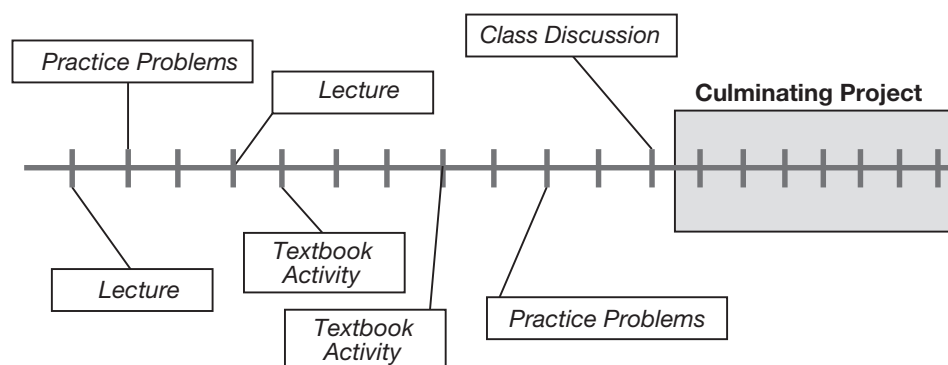 Class Discussion
Practice Problems
Lecture
Culminating Project
Textbook
Activity
Lecture
Textbook
Activity
Practice Problems